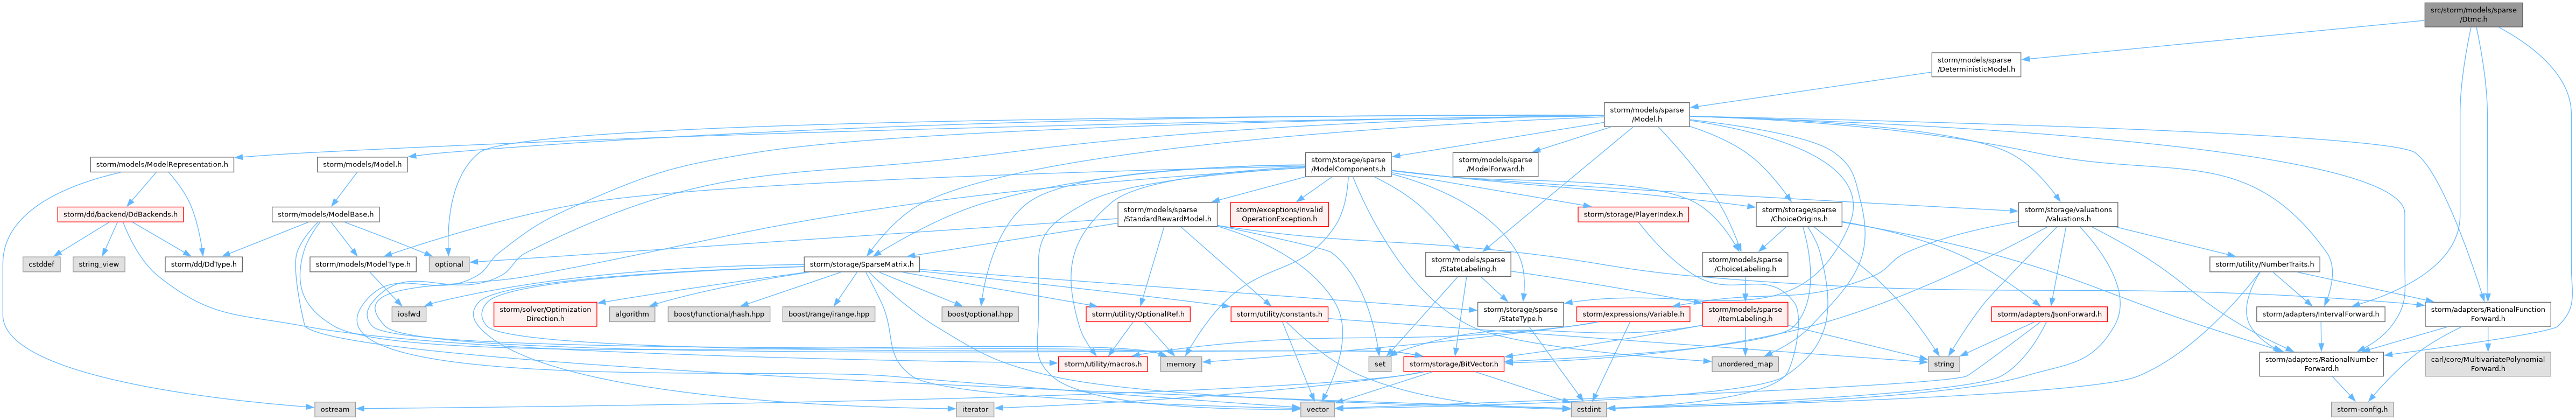 src/storm/models/sparse
/Dtmc.h
storm/models/sparse
/DeterministicModel.h
storm/models/sparse
/Model.h
storm/models/ModelRepresentation.h
storm/models/Model.h
storm/storage/sparse
/ModelComponents.h
storm/models/sparse
/ModelForward.h
storm/dd/backend/DdBackends.h
storm/models/ModelBase.h
storm/models/sparse
/StandardRewardModel.h
storm/exceptions/Invalid
OperationException.h
storm/storage/PlayerIndex.h
storm/storage/sparse
/ChoiceOrigins.h
storm/storage/valuations
/Valuations.h
cstddef
string_view
storm/dd/DdType.h
storm/models/ModelType.h
optional
storm/storage/SparseMatrix.h
storm/models/sparse
/StateLabeling.h
storm/models/sparse
/ChoiceLabeling.h
storm/utility/NumberTraits.h
iosfwd
storm/solver/Optimization
Direction.h
algorithm
boost/functional/hash.hpp
boost/range/irange.hpp
boost/optional.hpp
storm/utility/OptionalRef.h
storm/utility/constants.h
storm/storage/sparse
/StateType.h
storm/expressions/Variable.h
storm/models/sparse
/ItemLabeling.h
storm/adapters/JsonForward.h
storm/adapters/IntervalForward.h
storm/adapters/RationalFunction
Forward.h
storm/utility/macros.h
memory
set
storm/storage/BitVector.h
unordered_map
string
storm/adapters/RationalNumber
Forward.h
carl/core/MultivariatePolynomial
Forward.h
ostream
iterator
vector
cstdint
storm-config.h